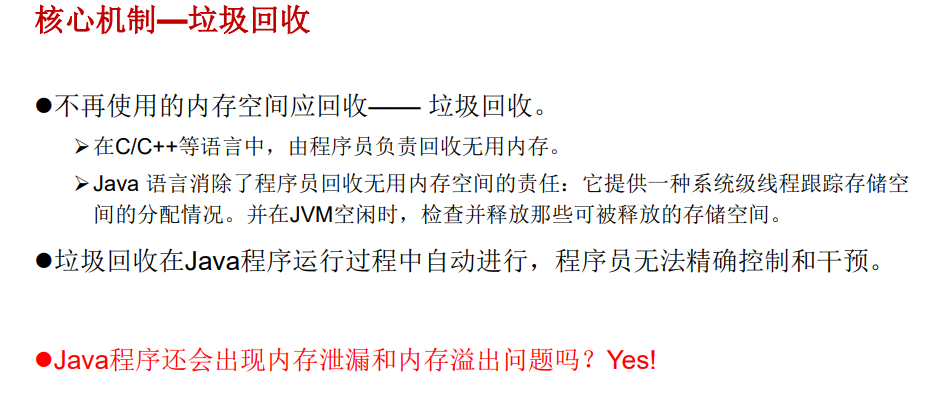 核心机制—垃圾回收
●不再使用的内存空间应回收—— 垃圾回收。
➢在C/C++等语言中，由程序员负责回收无用内存。
➢Java 语言消除了程序员回收无用内存空间的责任：它提供一种系统级线程跟踪存储空
间的分配情况。并在JVM空闲时，检查并释放那些可被释放的存储空间。
●垃圾回收在Java程序运行过程中自动进行，程序员无法精确控制和干预。
●Java程序还会出现内存泄漏和内存溢出问题吗？Yes!